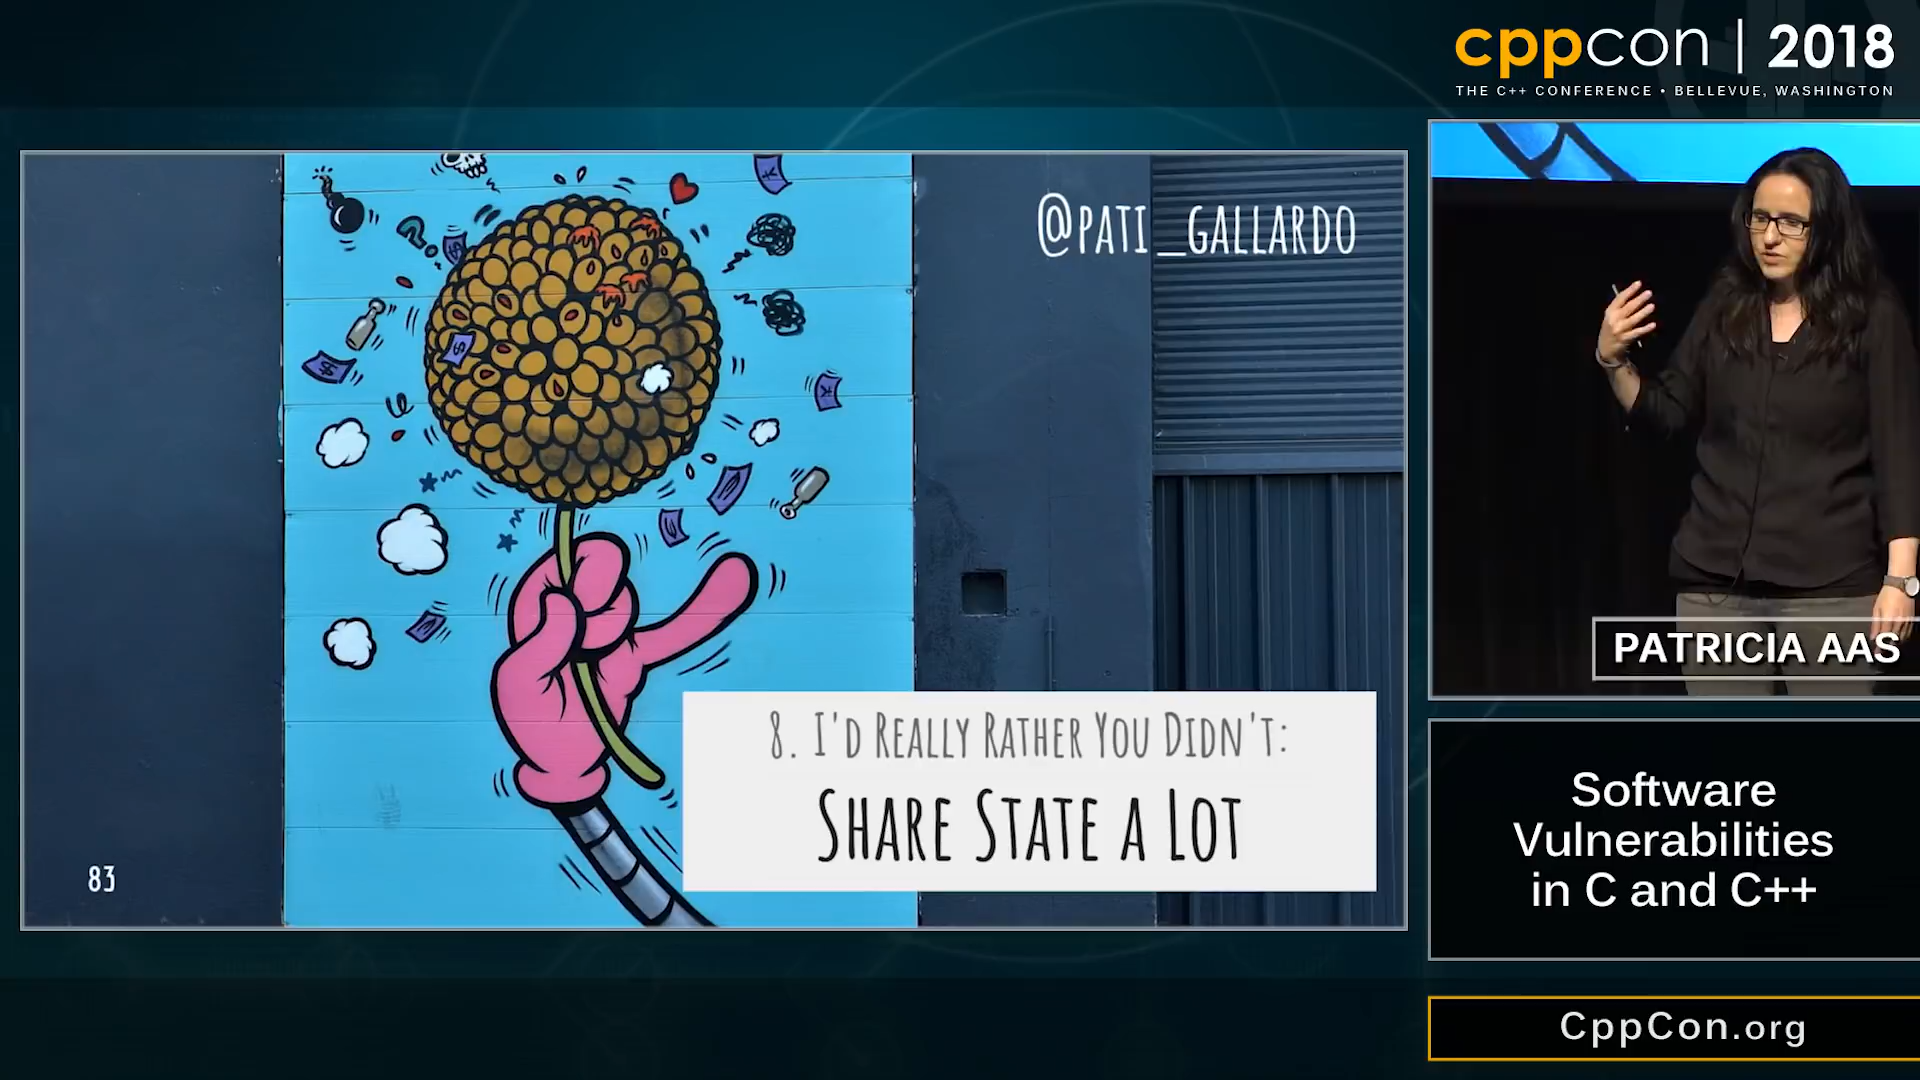 cppcon | 2018
THE C++ CONFERENCE • BELLEVUE, WASHINGTON
@PATI_GALLARDO
8. I'D REALLY RATHER YOU DIDN'T:
SHARE STATE A LOT
83
PATRICIA AAS
Software
Vulnerabilities
in C and C++
CppCon.org